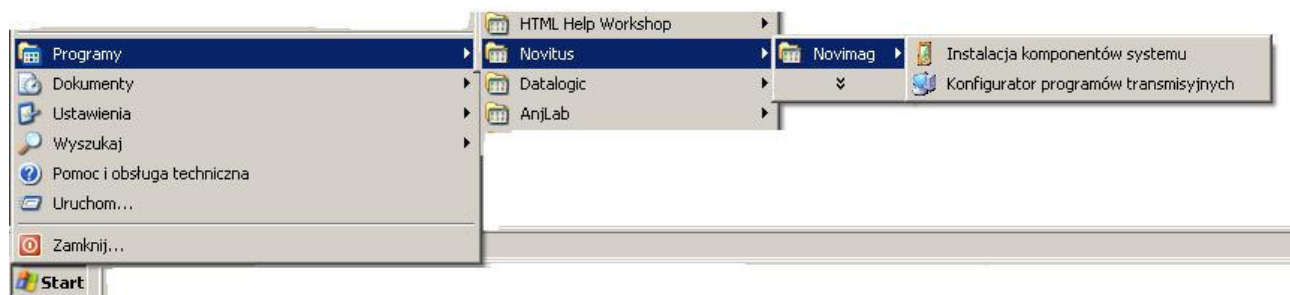 HTML Help Workshop
Programy
Novitus
Novimag
Instalacja komponentów systemu
Dokumenty
Datalogic
Konfigurator programów transmisyjnych
Ustawienia
AnjLab
Wyszukaj
Pomoc i obsługa techniczna
Uruchom...
Zamknij...
Start